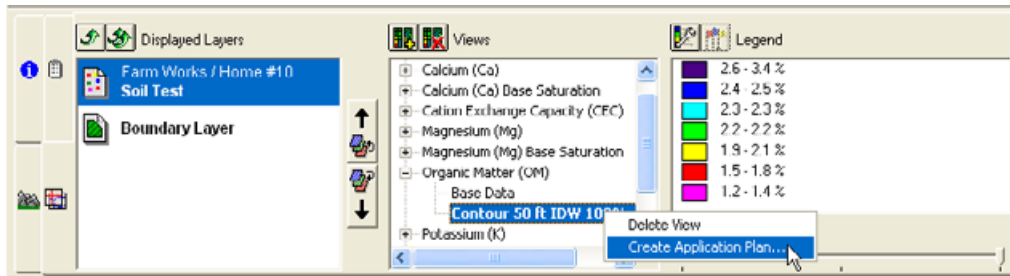 Displayed Layers
Farm Works / Home #10
Soil Test
Boundary Layer
Views
Calcium (Ca)
Calcium (Ca) Base Saturation
Cation Exchange Capacity (CEC)
Magnesium (Mg)
Magnesium (Mg) Base Saturation
Organic Matter (OM)
Base Data
Contour 50 ft IDW
Potassium (K)
Legend
2.6 - 3.4 %
2.4 - 2.5 %
2.3 - 2.3 %
2.2 - 2.2 %
1.9 - 2.1 %
1.5 - 1.8 %
1.2 - 1.4 %
Delete View
Create Application Plan...